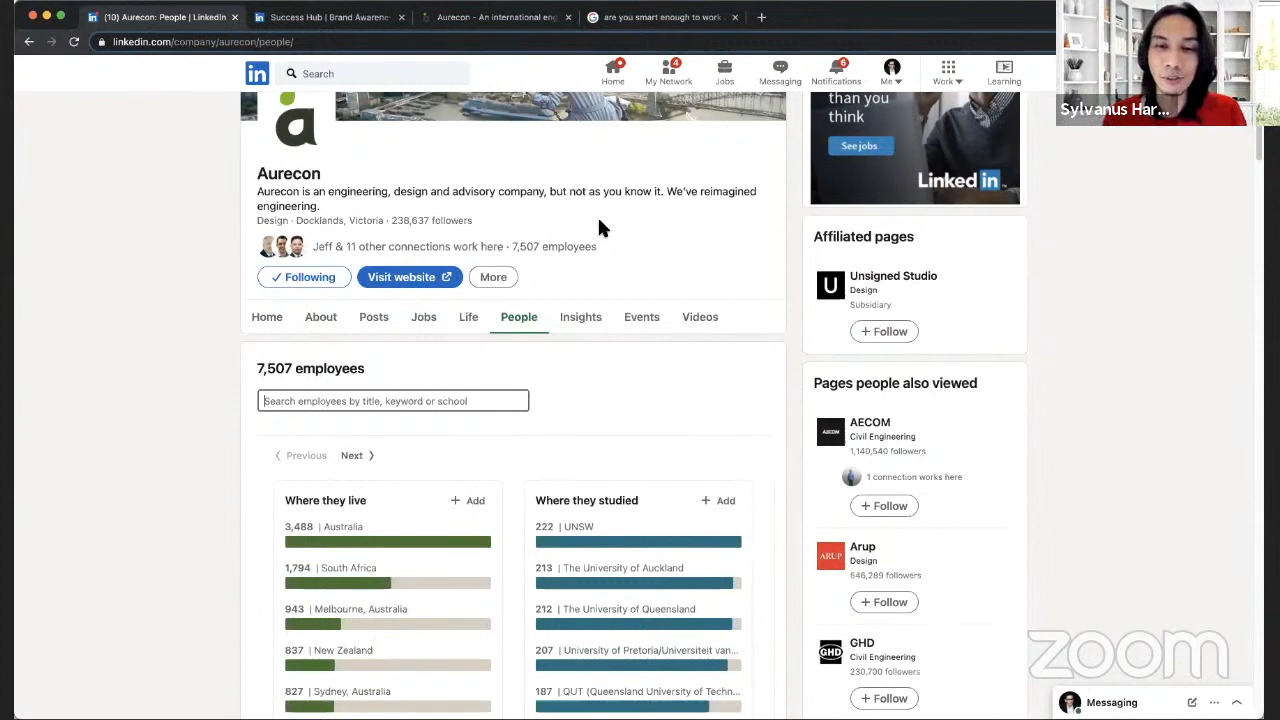 (10) Aurecon: People | LinkedIn
Success Hub | Brand Awarene
Aurecon - An international eng
are you smart enough to work
linkedin.com/company/aurecon/people/
Search
Home
4
My Network
Jobs
Messaging
6
Notifications
Me
Work
Learning
Sylvanus Har...
than you
think
See jobs
LinkedIn
a
Aurecon
Aurecon is an engineering, design and advisory company, but not as you know it. We've reimagined
engineering.
Design · Docklands, Victoria · 238,637 followers
Jeff & 11 other connections work here · 7,507 employees
Following
Visit website
More
Home
About
Posts
Jobs
Life
People
Insights
Events
Videos
7,507 employees
Search employees by title, keyword or school
Previous
Next
Where they live
+ Add
3,488 | Australia
1,794 | South Africa
943 | Melbourne, Australia
837 | New Zealand
827 | Sydney, Australia
Where they studied
+ Add
222 | UNSW
213 | The University of Auckland
212 | The University of Queensland
207 | University of Pretoria/Universiteit van...
187 | QUT (Queensland University of Techn...
Affiliated pages
U
Unsigned Studio
Design
Subsidiary
+ Follow
Pages people also viewed
AECOM
AECOM
Civil Engineering
1,140,540 followers
1 connection works here
+ Follow
ARUP
Arup
Design
546,289 followers
+ Follow
GHD
GHD
Civil Engineering
230,700 followers
+ Follow
zoom
Messaging